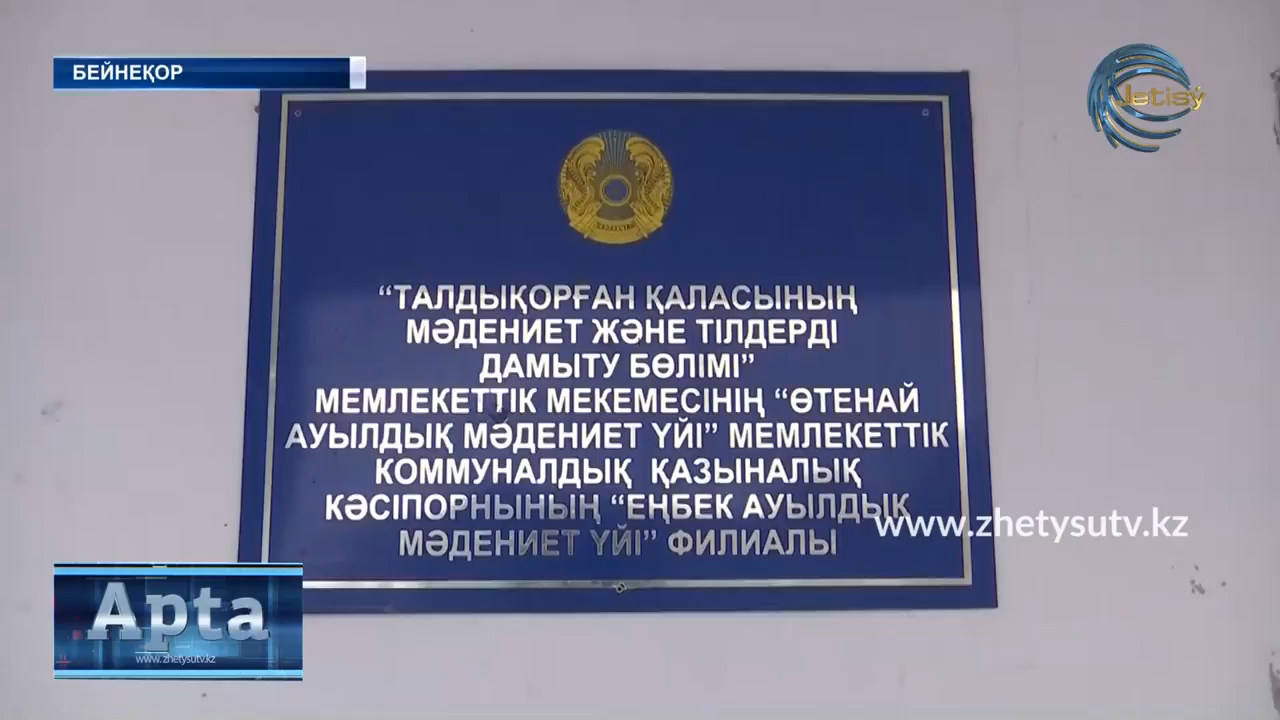 БЕЙНЕҚОР
Jetisý
ҚАЗАҚСТАН
“ТАЛДЫҚОРҒАН ҚАЛАСЫНЫҢ
МӘДЕНИЕТ ЖӘНЕ ТІЛДЕРДІ
ДАМЫТУ БӨЛІМІ”
МЕМЛЕКЕТТІК МЕКЕМЕСІНІҢ “ӨТЕНАЙ
АУЫЛДЫҚ МӘДЕНИЕТ ҮЙІ” МЕМЛЕКЕТТІК
КОММУНАЛДЫҚ ҚАЗЫНАЛЫҚ
КӘСІПОРНЫНЫҢ “ЕҢБЕК АУЫЛДЫҚ
МӘДЕНИЕТ ҮЙІ” ФИЛИАЛЫ
www.zhetysutv.kz
Apta
www.zhetysutv.kz